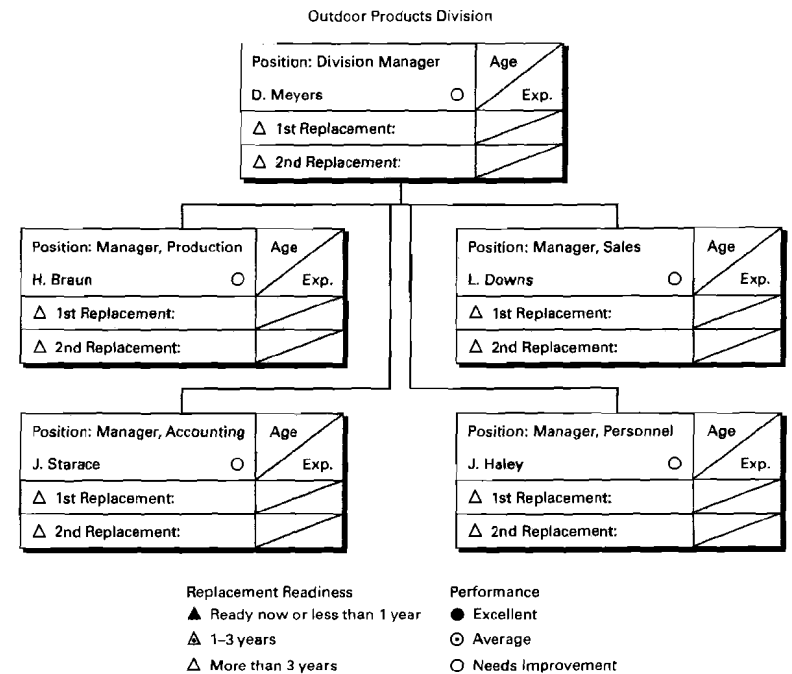 Outdoor Products Division
Position: Division Manager
Age
D. Meyers
Exp.
1st Replacement:
2nd Replacement:
Position: Manager, Production
Age
H. Braun
Exp.
1st Replacement:
2nd Replacement:
Position: Manager, Sales
Age
L. Downs
Exp.
1st Replacement:
2nd Replacement:
Position: Manager, Accounting
Age
J. Starace
Exp.
1st Replacement:
2nd Replacement:
Position: Manager, Personnel
Age
J. Haley
Exp.
1st Replacement:
2nd Replacement:
Replacement Readiness
Ready now or less than 1 year
1–3 years
More than 3 years
Performance
Excellent
Average
Needs Improvement